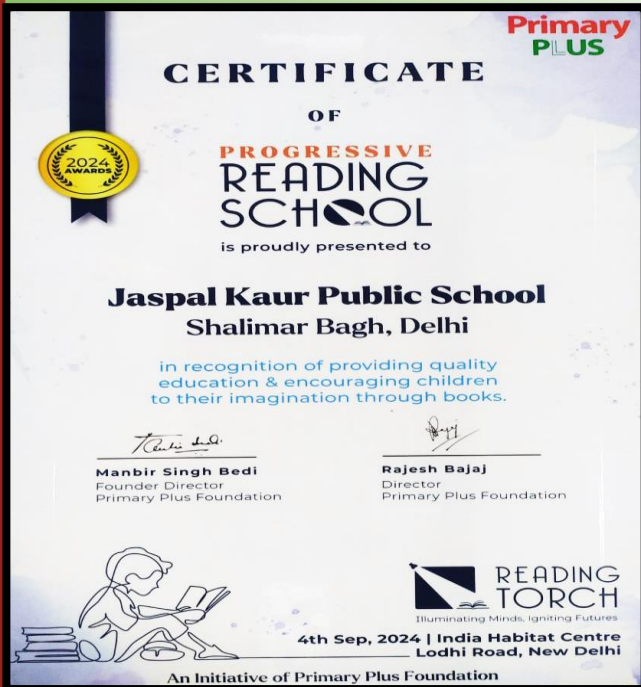 Primary
PLUS
CERTIFICATE
OF
2024
AWARDS
PROGRESSIVE
READING
SCHOOL
is proudly presented to
Jaspal Kaur Public School
Shalimar Bagh, Delhi
in recognition of providing quality
education & encouraging children
to their imagination through books.
Manbir Singh Bedi
Founder Director
Primary Plus Foundation
Rajesh Bajaj
Director
Primary Plus Foundation
READING
TORCH
Illuminating Minds, Igniting Futures
4th Sep, 2024 | India Habitat Centre
Lodhi Road, New Delhi
An Initiative of Primary Plus Foundation